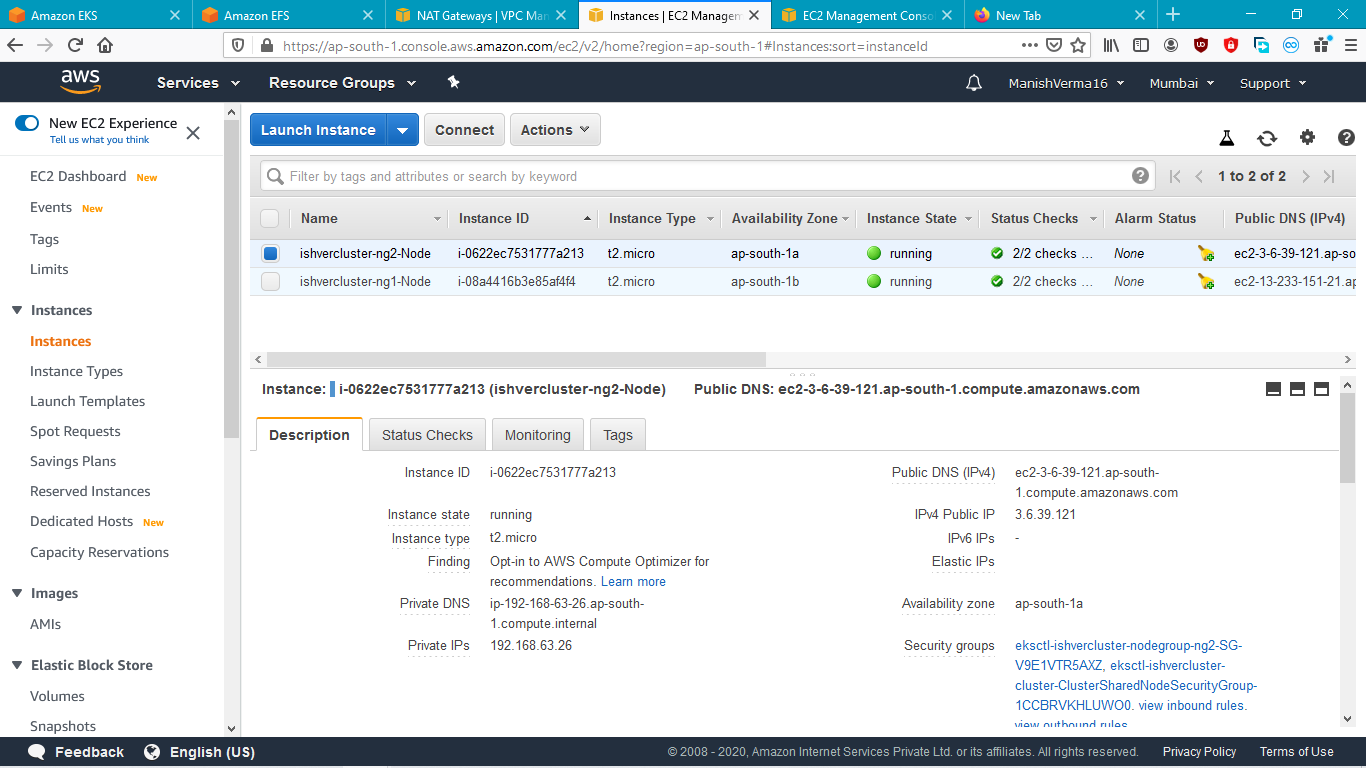 Amazon EKS
Amazon EFS
NAT Gateways | VPC Man
Instances | EC2 Managem
EC2 Management Conso
New Tab
https://ap-south-1.console.aws.amazon.com/ec2/v2/home?region=ap-south-1#Instances:sort=instanceId
aws
Services
Resource Groups
ManishVerma16
Mumbai
Support
New EC2 Experience
Tell us what you think
EC2 Dashboard New
Events New
Tags
Limits
Instances
Instances
Instance Types
Launch Templates
Spot Requests
Savings Plans
Reserved Instances
Dedicated Hosts New
Capacity Reservations
Images
AMIs
Elastic Block Store
Volumes
Snapshots
Launch Instance
Connect
Actions
Filter by tags and attributes or search by keyword
1 to 2 of 2
Name Instance ID Instance Type Availability Zone Instance State Status Checks Alarm Status Public DNS (IPv4)
ishvercluster-ng2-Node i-0622ec7531777a213 t2.micro ap-south-1a running 2/2 checks ... None ec2-3-6-39-121.ap-so
ishvercluster-ng1-Node i-08a4416b3e85af4f4 t2.micro ap-south-1b running 2/2 checks ... None ec2-13-233-151-21.ap
Instance: i-0622ec7531777a213 (ishvercluster-ng2-Node) Public DNS: ec2-3-6-39-121.ap-south-1.compute.amazonaws.com
Description
Status Checks
Monitoring
Tags
Instance ID i-0622ec7531777a213
Instance state running
Instance type t2.micro
Finding Opt-in to AWS Compute Optimizer for
recommendations. Learn more
Private DNS ip-192-168-63-26.ap-south-
1.compute.internal
Private IPs 192.168.63.26
Public DNS (IPv4) ec2-3-6-39-121.ap-south-
1.compute.amazonaws.com
IPv4 Public IP 3.6.39.121
IPv6 IPs -
Elastic IPs
Availability zone ap-south-1a
Security groups eksctl-ishvercluster-nodegroup-ng2-SG-
V9E1VTR5AXZ, eksctl-ishvercluster-
cluster-ClusterSharedNodeSecurityGroup-
1CCBRVKHLUWO0. view inbound rules.
view outbound rules
Feedback
English (US)
© 2008 - 2020, Amazon Internet Services Private Ltd. or its affiliates. All rights reserved.
Privacy Policy
Terms of Use